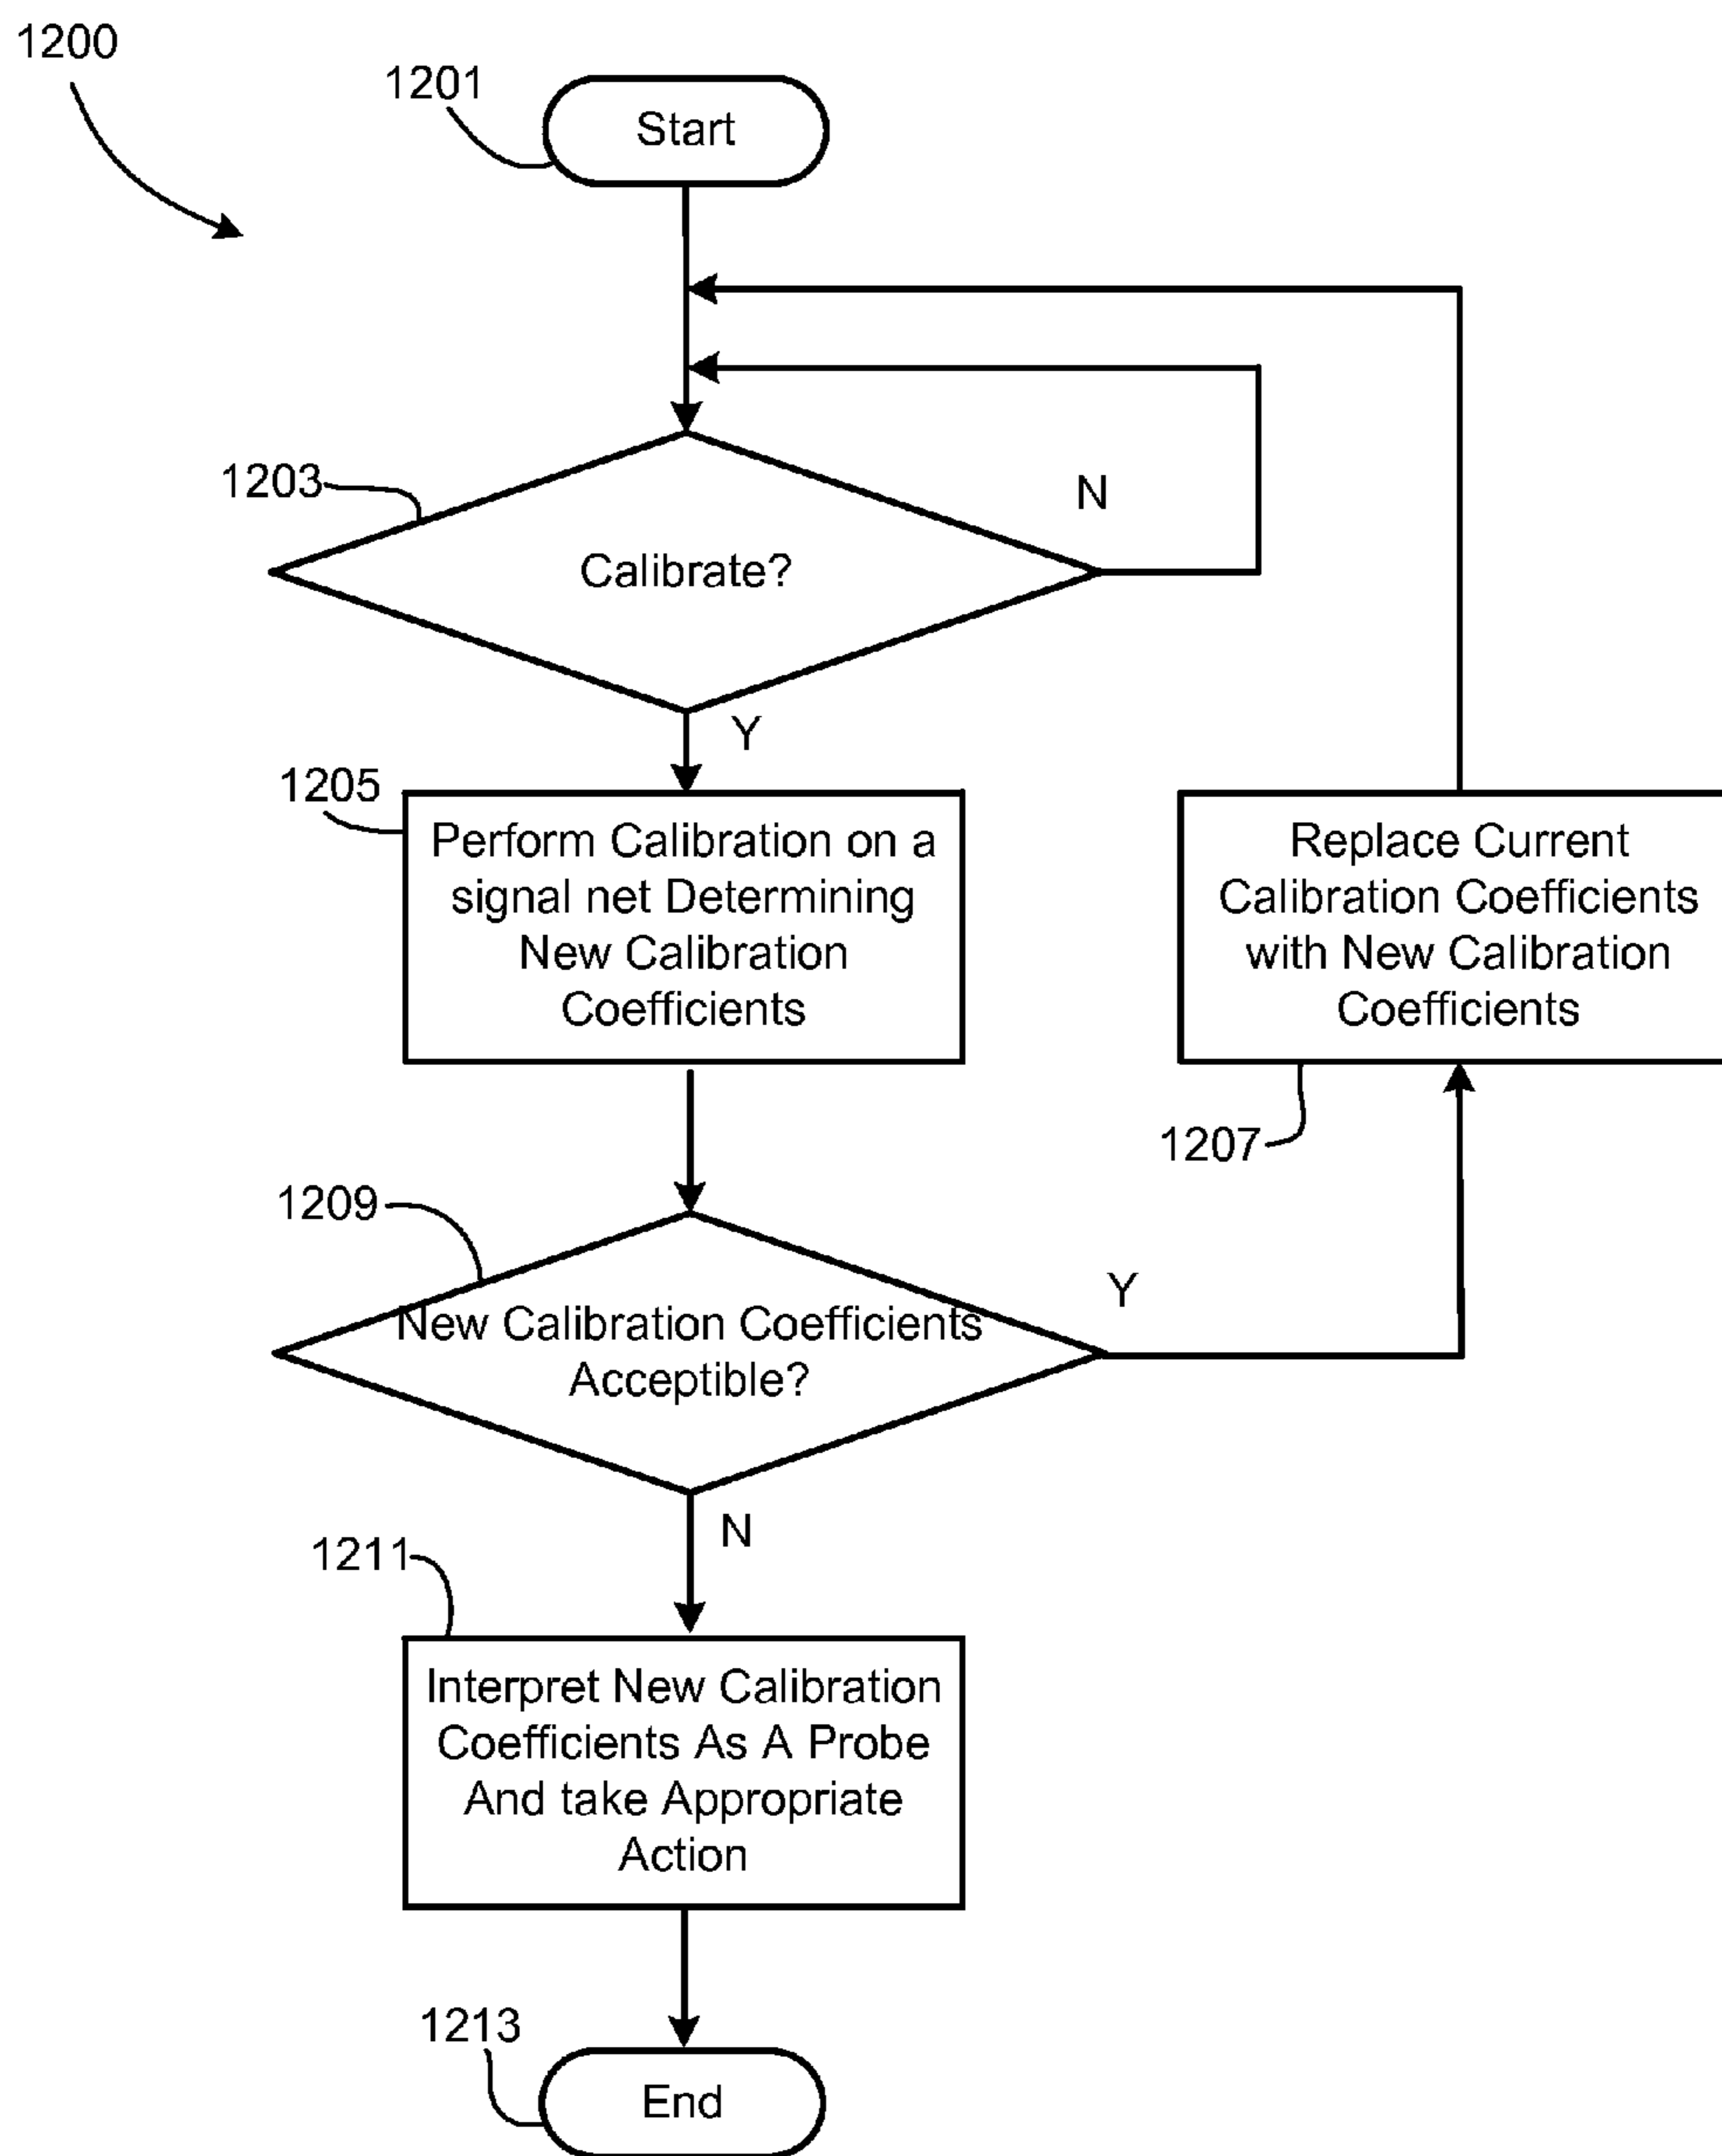 1200
1201
Start
1203
Calibrate?
N
Y
1205
Perform Calibration on a
signal net Determining
New Calibration
Coefficients
Replace Current
Calibration Coefficients
with New Calibration
Coefficients
1207
1209
New Calibration Coefficients
Acceptible?
Y
N
1211
Interpret New Calibration
Coefficients As A Probe
And take Appropriate
Action
1213
End